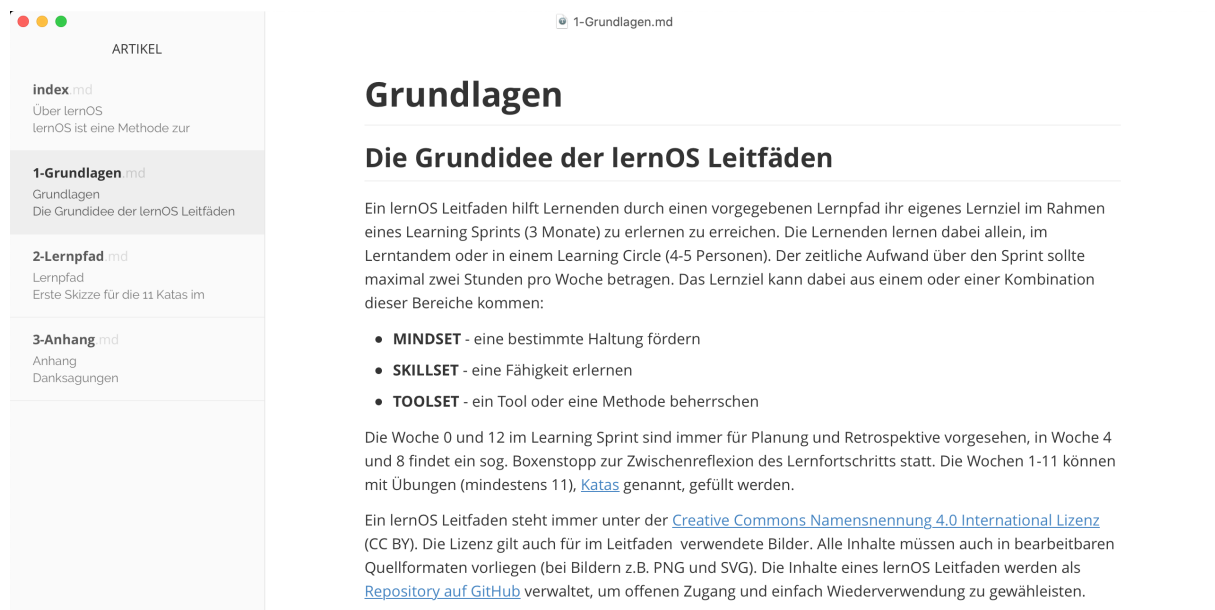 1-Grundlagen.md
ARTIKEL
index.md
Über lernOS
lernOS ist eine Methode zur
1-Grundlagen.md
Grundlagen
Die Grundidee der lernOS Leitfäden
2-Lernpfad.md
Lernpfad
Erste Skizze für die 11 Katas im
3-Anhang.md
Anhang
Danksagungen
Grundlagen
Die Grundidee der lernOS Leitfäden
Ein lernOS Leitfaden hilft Lernenden durch einen vorgegebenen Lernpfad ihr eigenes Lernziel im Rahmen
eines Learning Sprints (3 Monate) zu erlernen zu erreichen. Die Lernenden lernen dabei allein, im
Lerntandem oder in einem Learning Circle (4-5 Personen). Der zeitliche Aufwand über den Sprint sollte
maximal zwei Stunden pro Woche betragen. Das Lernziel kann dabei aus einem oder einer Kombination
dieser Bereiche kommen:
• MINDSET - eine bestimmte Haltung fördern
• SKILLSET - eine Fähigkeit erlernen
• TOOLSET - ein Tool oder eine Methode beherrschen
Die Woche 0 und 12 im Learning Sprint sind immer für Planung und Retrospektive vorgesehen, in Woche 4
und 8 findet ein sog. Boxenstopp zur Zwischenreflexion des Lernfortschritts statt. Die Wochen 1-11 können
mit Übungen (mindestens 11), Katas genannt, gefüllt werden.
Ein lernOS Leitfaden steht immer unter der Creative Commons Namensnennung 4.0 International Lizenz
(CC BY). Die Lizenz gilt auch für im Leitfaden  verwendete Bilder. Alle Inhalte müssen auch in bearbeitbaren
Quellformaten vorliegen (bei Bildern z.B. PNG und SVG). Die Inhalte eines lernOS Leitfaden werden als
Repository auf GitHub verwaltet, um offenen Zugang und einfach Wiederverwendung zu gewähleisten.